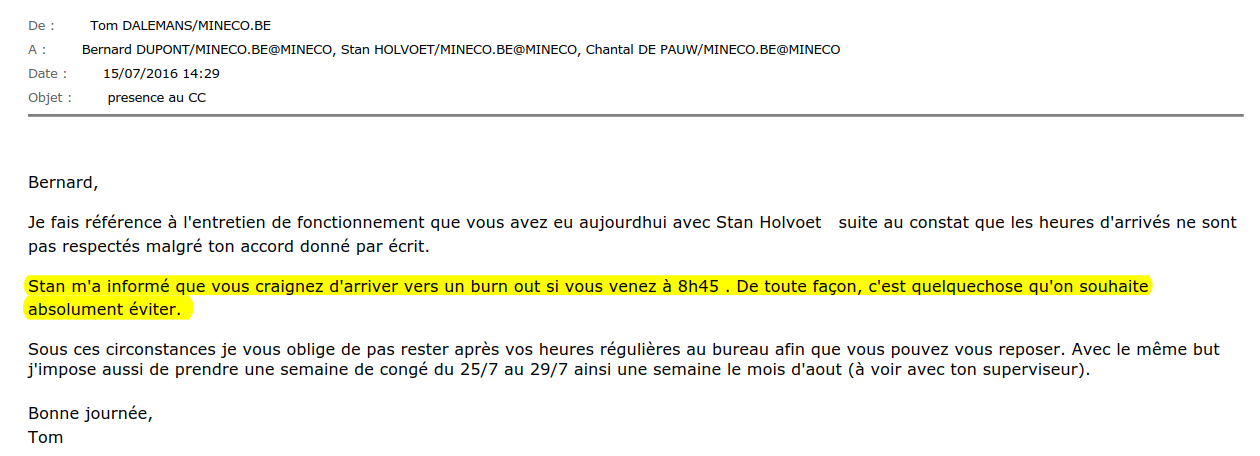 De : Tom DALEMANS/MINECO.BE
A : Bernard DUPONT/MINECO.BE@MINECO, Stan HOLVOET/MINECO.BE@MINECO, Chantal DE PAUW/MINECO.BE@MINECO
Date : 15/07/2016 14:29
Objet : presence au CC
Bernard,
Je fais référence à l'entretien de fonctionnement que vous avez eu aujourdhui avec Stan Holvoet suite au constat que les heures d'arrivés ne sont
pas respectés malgré ton accord donné par écrit.
Stan m'a informé que vous craignez d'arriver vers un burn out si vous venez à 8h45 . De toute façon, c'est quelquechose qu'on souhaite
absolument éviter.
Sous ces circonstances je vous oblige de pas rester après vos heures régulières au bureau afin que vous pouvez vous reposer. Avec le même but
j'impose aussi de prendre une semaine de congé du 25/7 au 29/7 ainsi une semaine le mois d'aout (à voir avec ton superviseur).
Bonne journée,
Tom